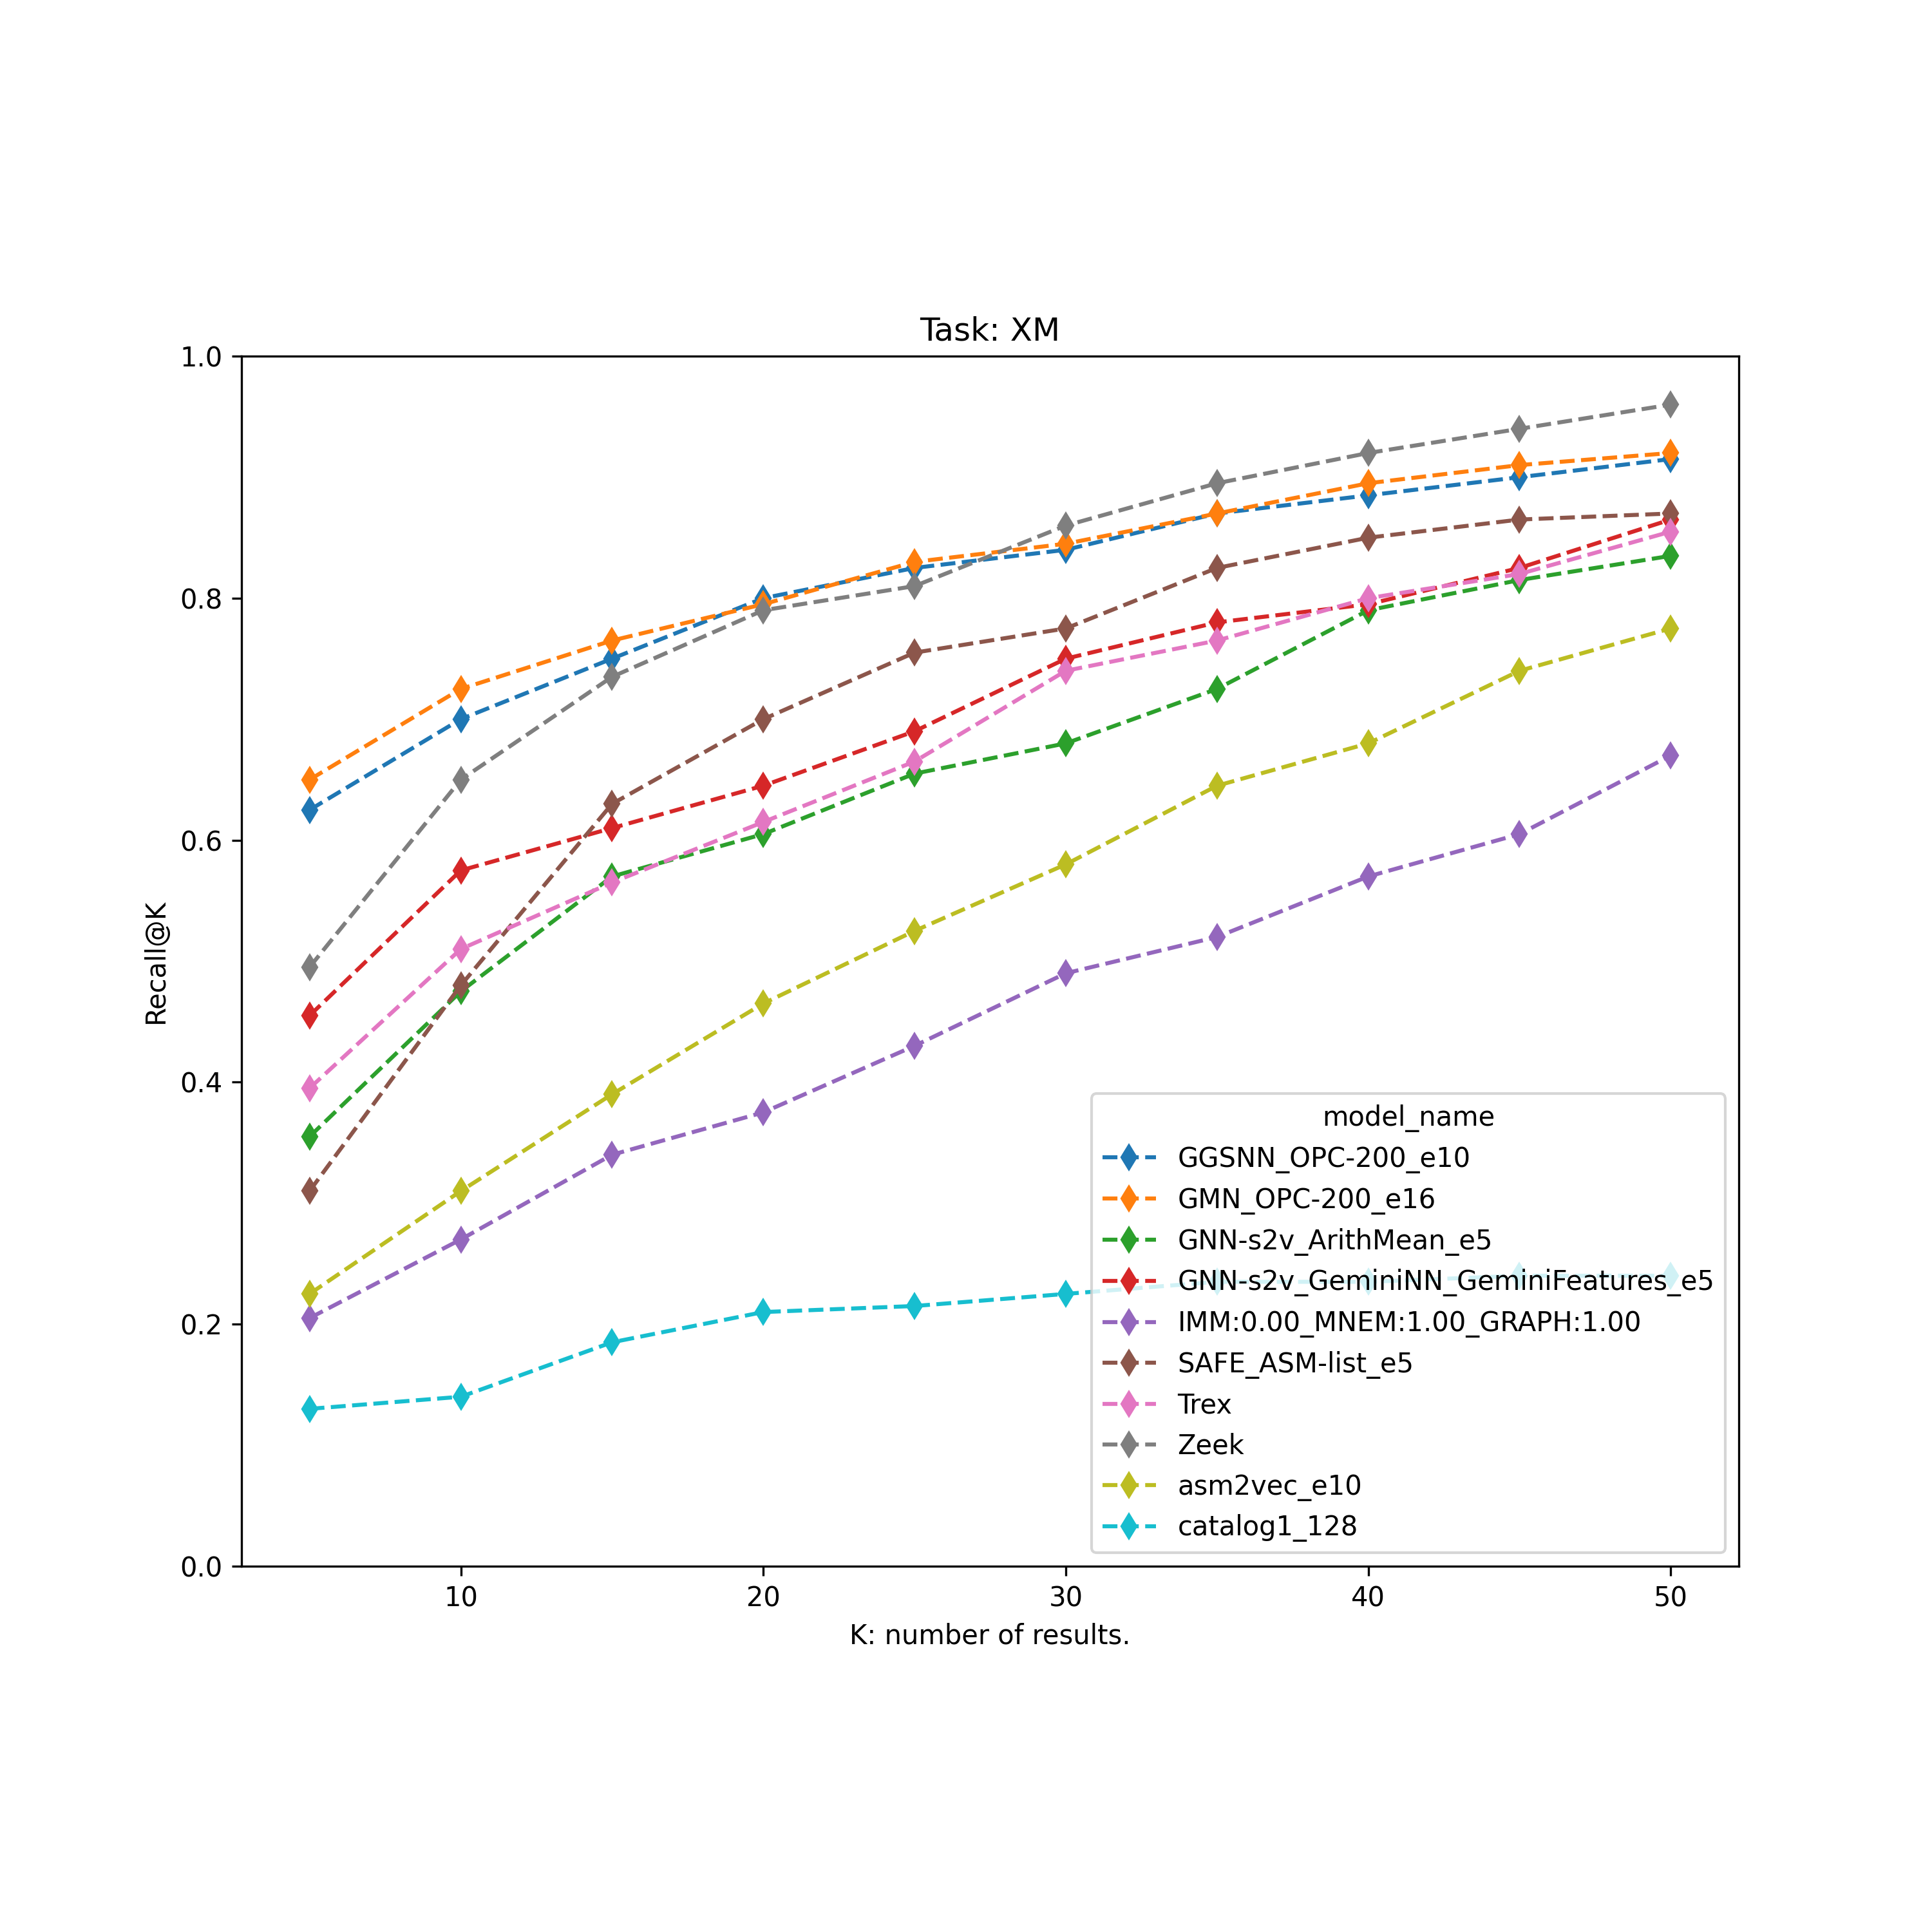 Task: XM
1.0
0.8
0.6
0.4
0.2
0.0
Recall@K
10 20 30 40 50
K: number of results.
model_name
GGSNN_OPC-200_e10
GMN_OPC-200_e16
GNN-s2v_ArithMean_e5
GNN-s2v_GeminiNN_GeminiFeatures_e5
IMM:0.00_MNEM:1.00_GRAPH:1.00
SAFE_ASM-list_e5
Trex
Zeek
asm2vec_e10
catalog1_128